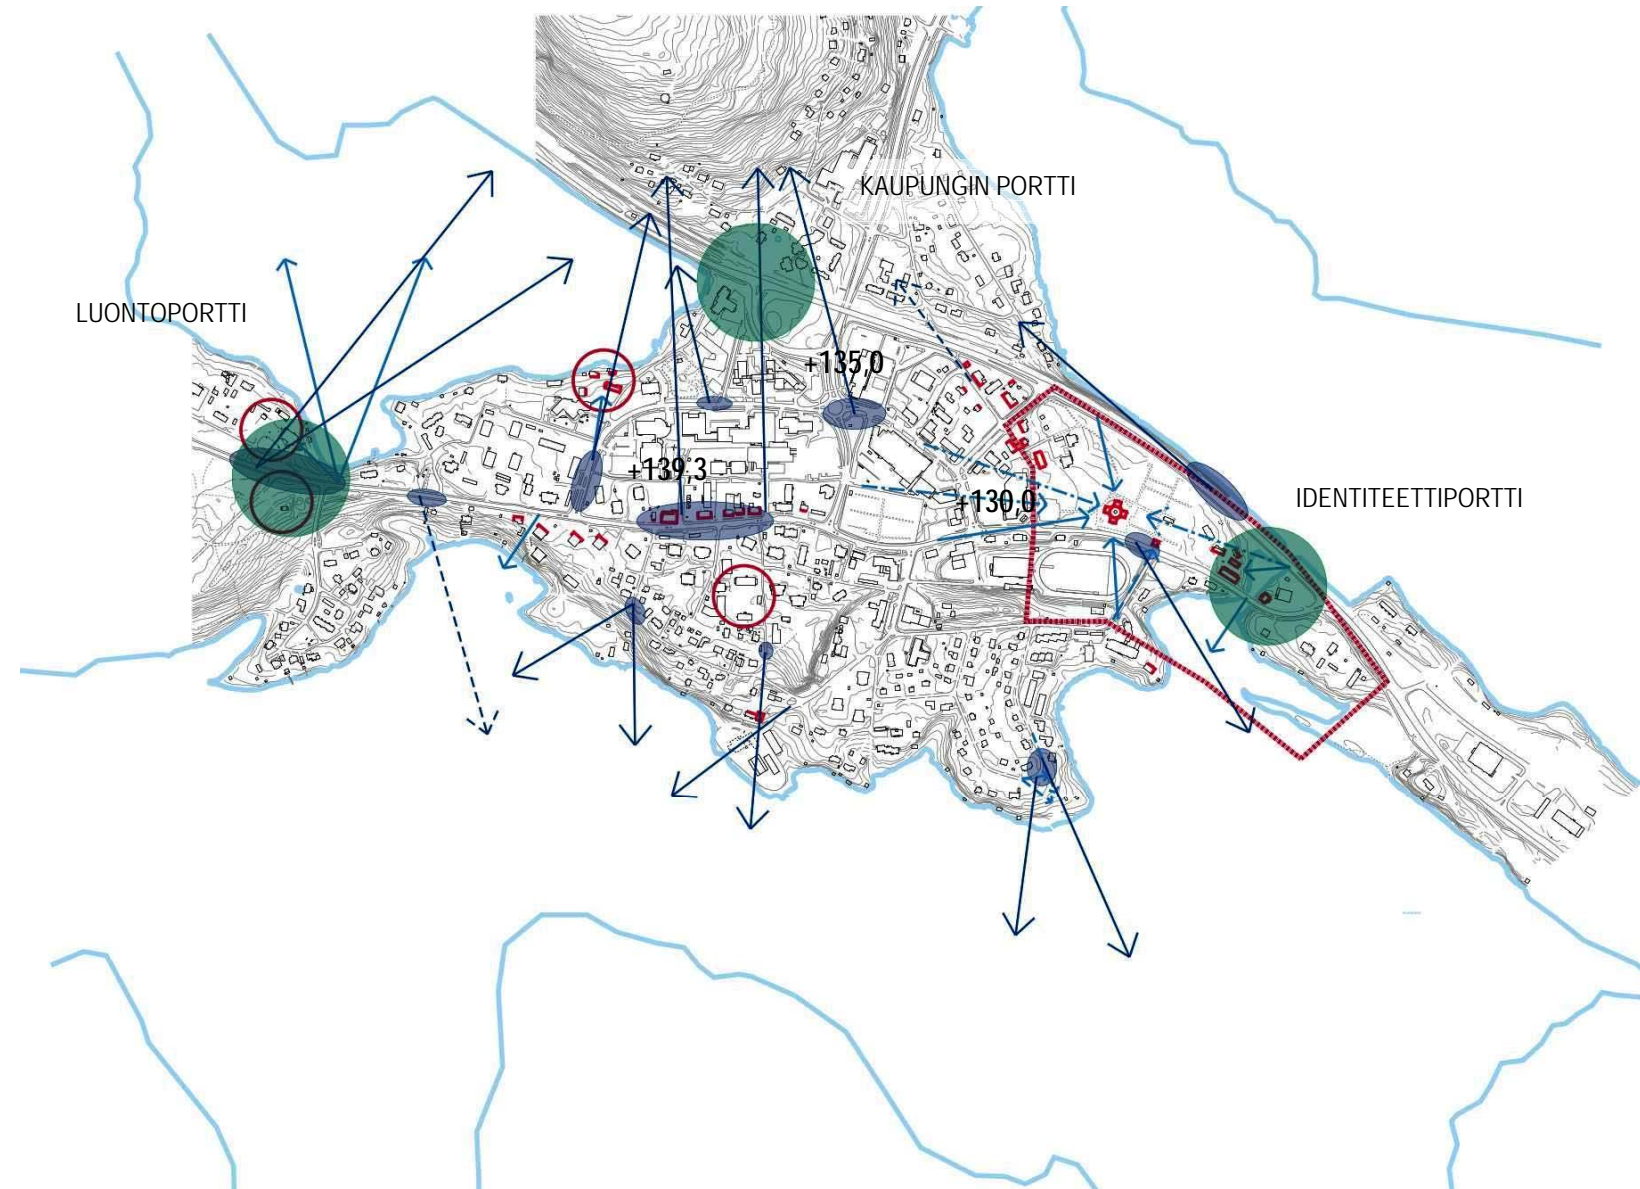 KAUPUNGIN PORTTI
LUONTOPORTTI
+135,0
+139,3
+130,0
IDENTITEETTIPORTTI